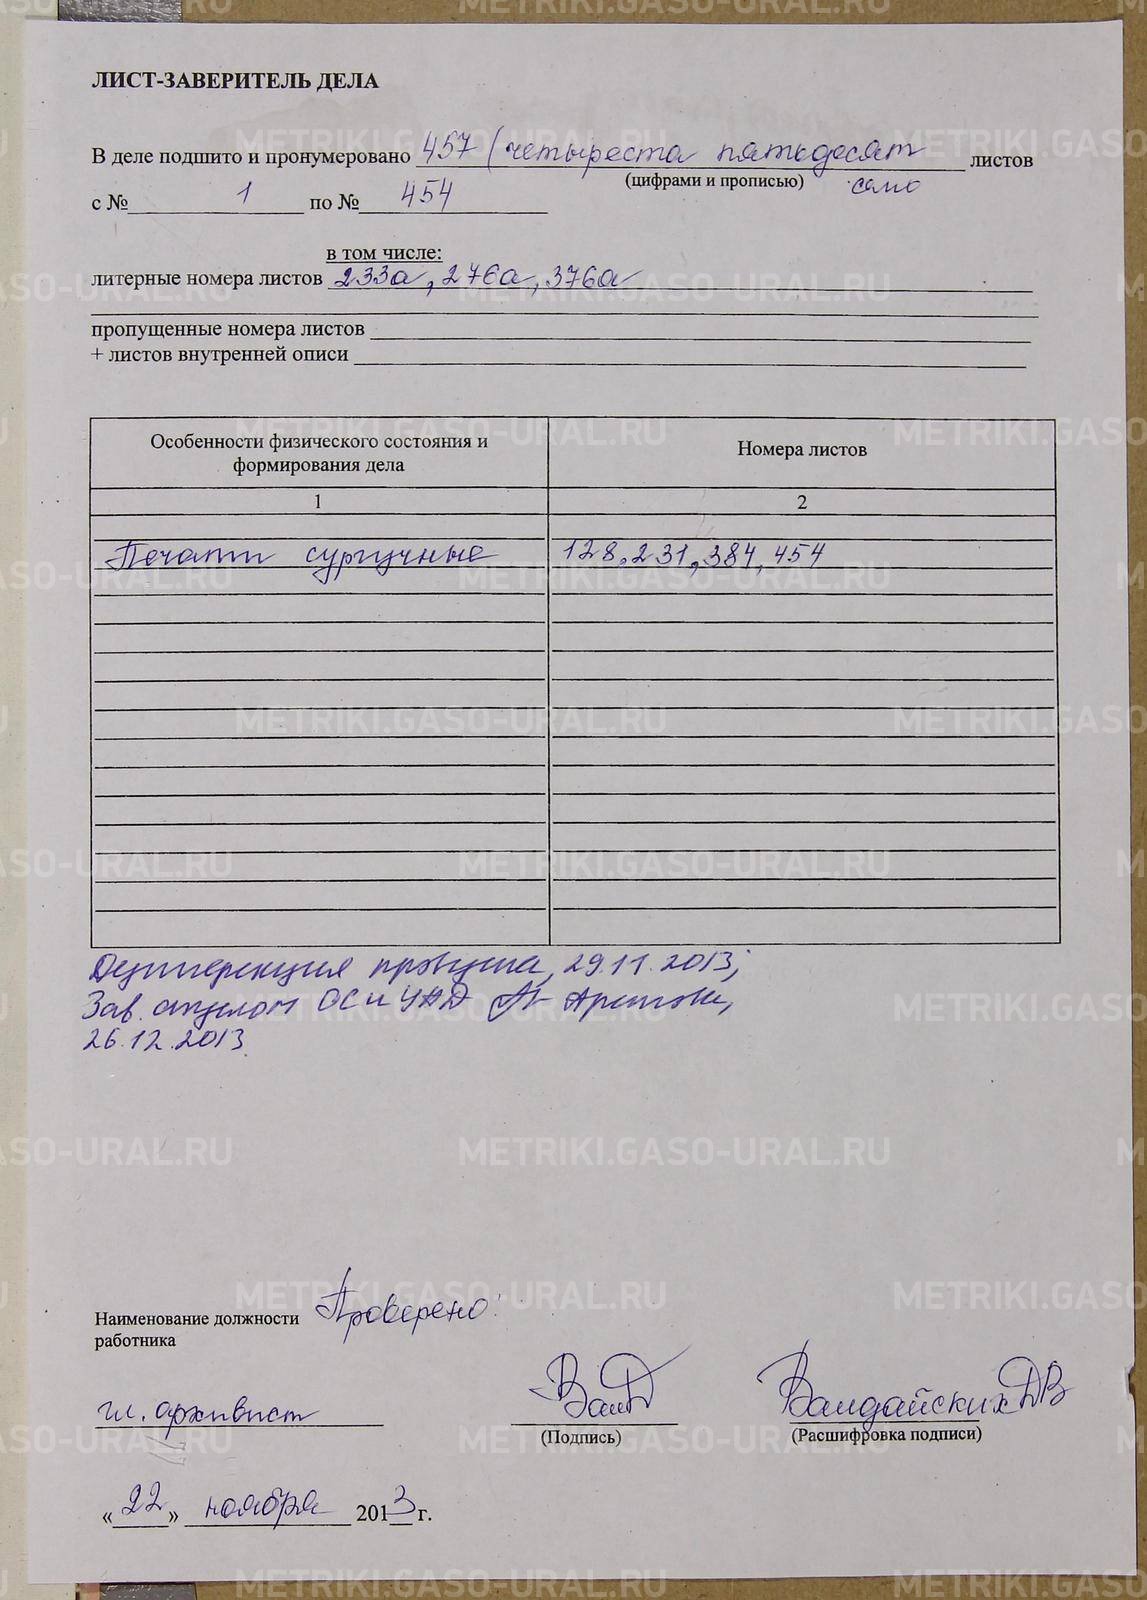 ЛИСТ-ЗАВЕРИТЕЛЬ ДЕЛА
В деле подшито и пронумеровано 457 (четыреста пятьдесят листов
(цифрами и прописью) семь
с № 1 по № 454
в том числе:
литерные номера листов 233а, 276а, 376а
пропущенные номера листов
+ листов внутренней описи
Особенности физического состояния и формирования дела
Номера листов
1 2
Печати сургучные 128, 231, 384, 454
29.11.2013;
Зав. отделом ОС и УАД
26.12.2013
Наименование должности Проверено:
работника
гл. архивист Валдайских ДВ
(Подпись) (Расшифровка подписи)
«22» ноября 2013 г.
METRIKI.GASO-URAL.RU